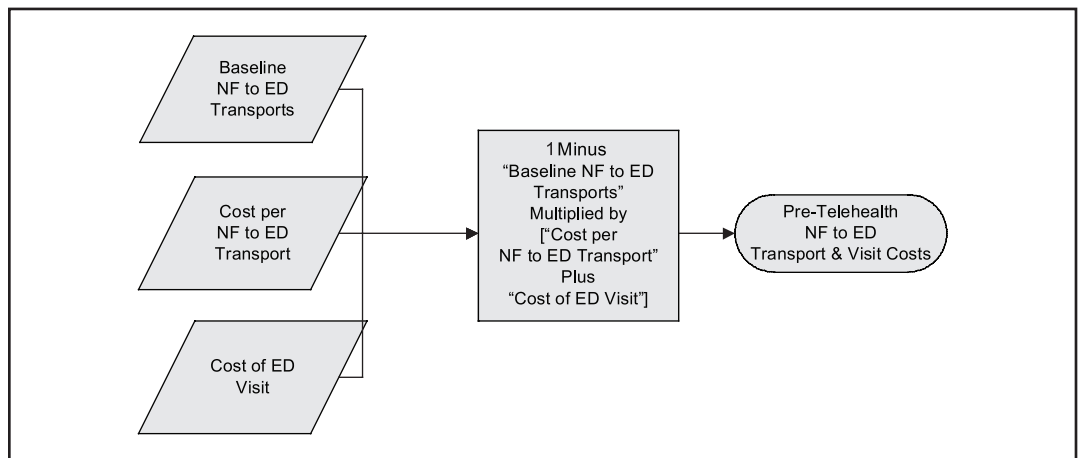 Baseline
NF to ED
Transports
Cost per
NF to ED
Transport
Cost of ED
Visit
1 Minus
“Baseline NF to ED
Transports”
Multiplied by
[“Cost per
NF to ED Transport”
Plus
“Cost of ED Visit”]
Pre-Telehealth
NF to ED
Transport & Visit Costs